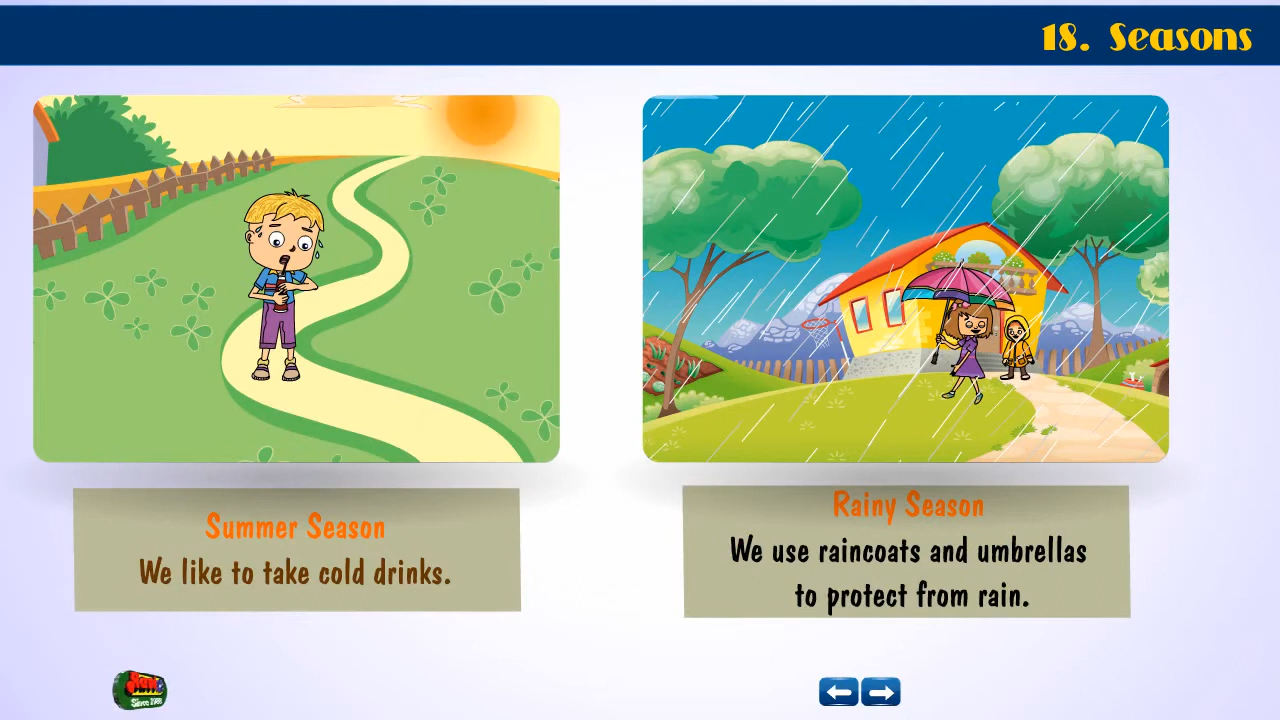 18. Seasons
Summer Season
We like to take cold drinks.
Rainy Season
We use raincoats and umbrellas
to protect from rain.